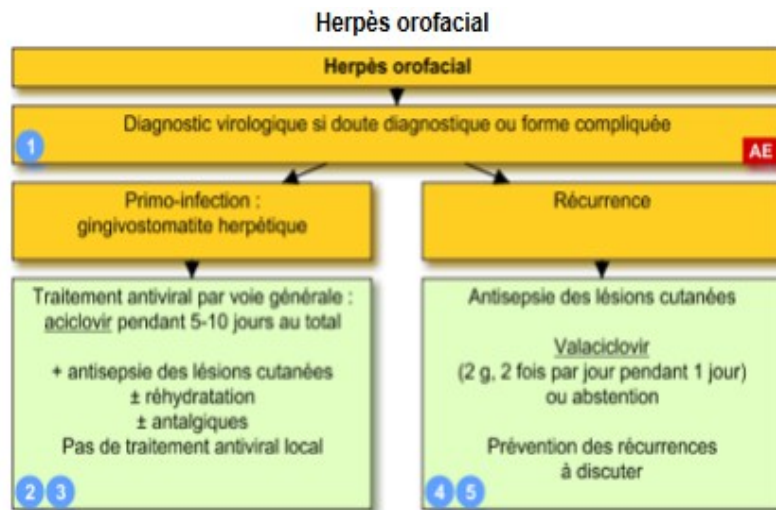 Herpès orofacial
Herpès orofacial
Diagnostic virologique si doute diagnostique ou forme compliquée
1
AE
Primo-infection :
gingivostomatite herpétique
Récurrence
Traitement antiviral par voie générale :
aciclovir pendant 5-10 jours au total
+ antisepsie des lésions cutanées
± réhydratation
± antalgiques
Pas de traitement antiviral local
2 3
Antisepsie des lésions cutanées
Valaciclovir
(2 g, 2 fois par jour pendant 1 jour)
ou abstention
Prévention des récurrences
à discuter
4 5